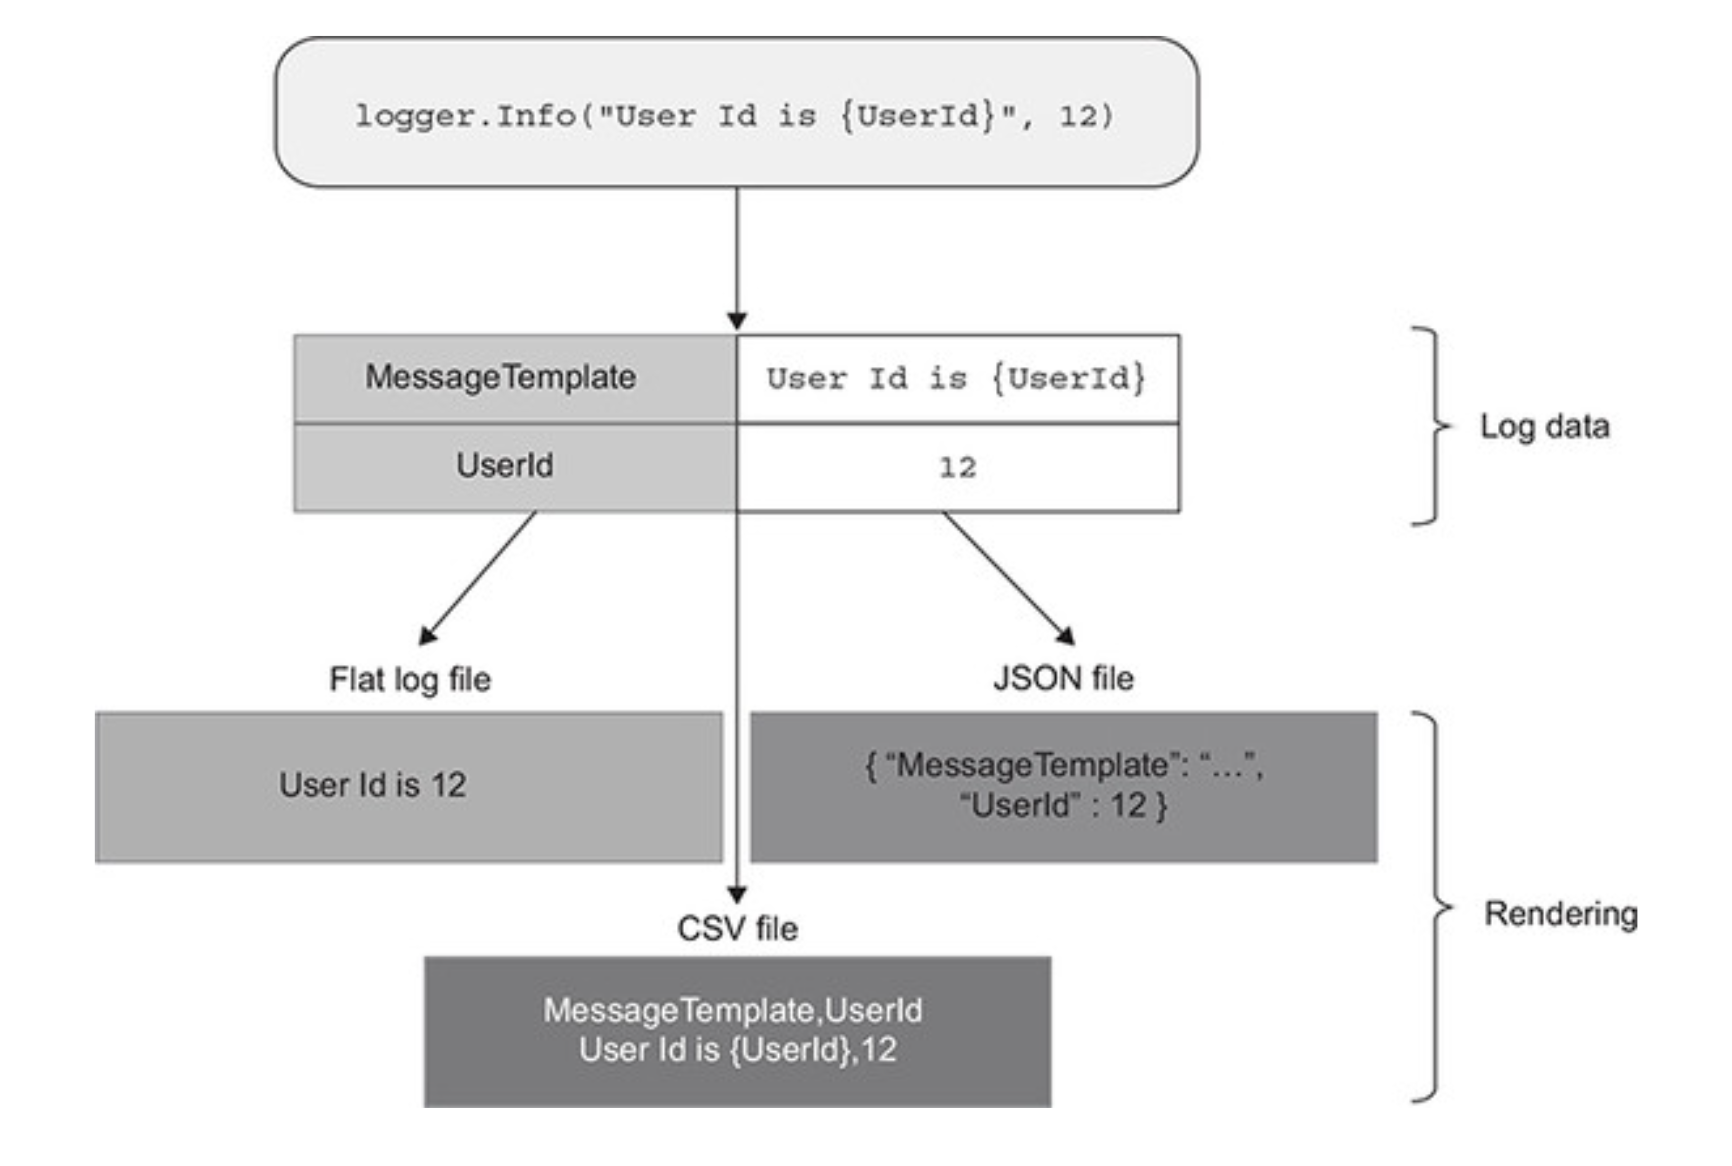 logger.Info("User Id is {UserId}", 12)
MessageTemplate
User Id is {UserId}
UserId
12
Log data
Flat log file
JSON file
User Id is 12
{ “MessageTemplate”: “...”,
“UserId” : 12 }
Rendering
CSV file
MessageTemplate,UserId
User Id is {UserId},12